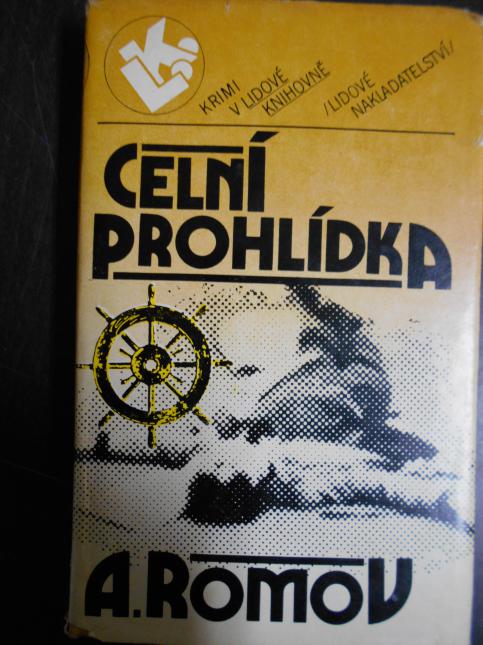 KRIMI
V LIDOVÉ
KNIHOVNĚ
/LIDOVÉ
NAKLADATELSTVÍ/
CELNÍ
PROHLÍDKA
A. ROMOV